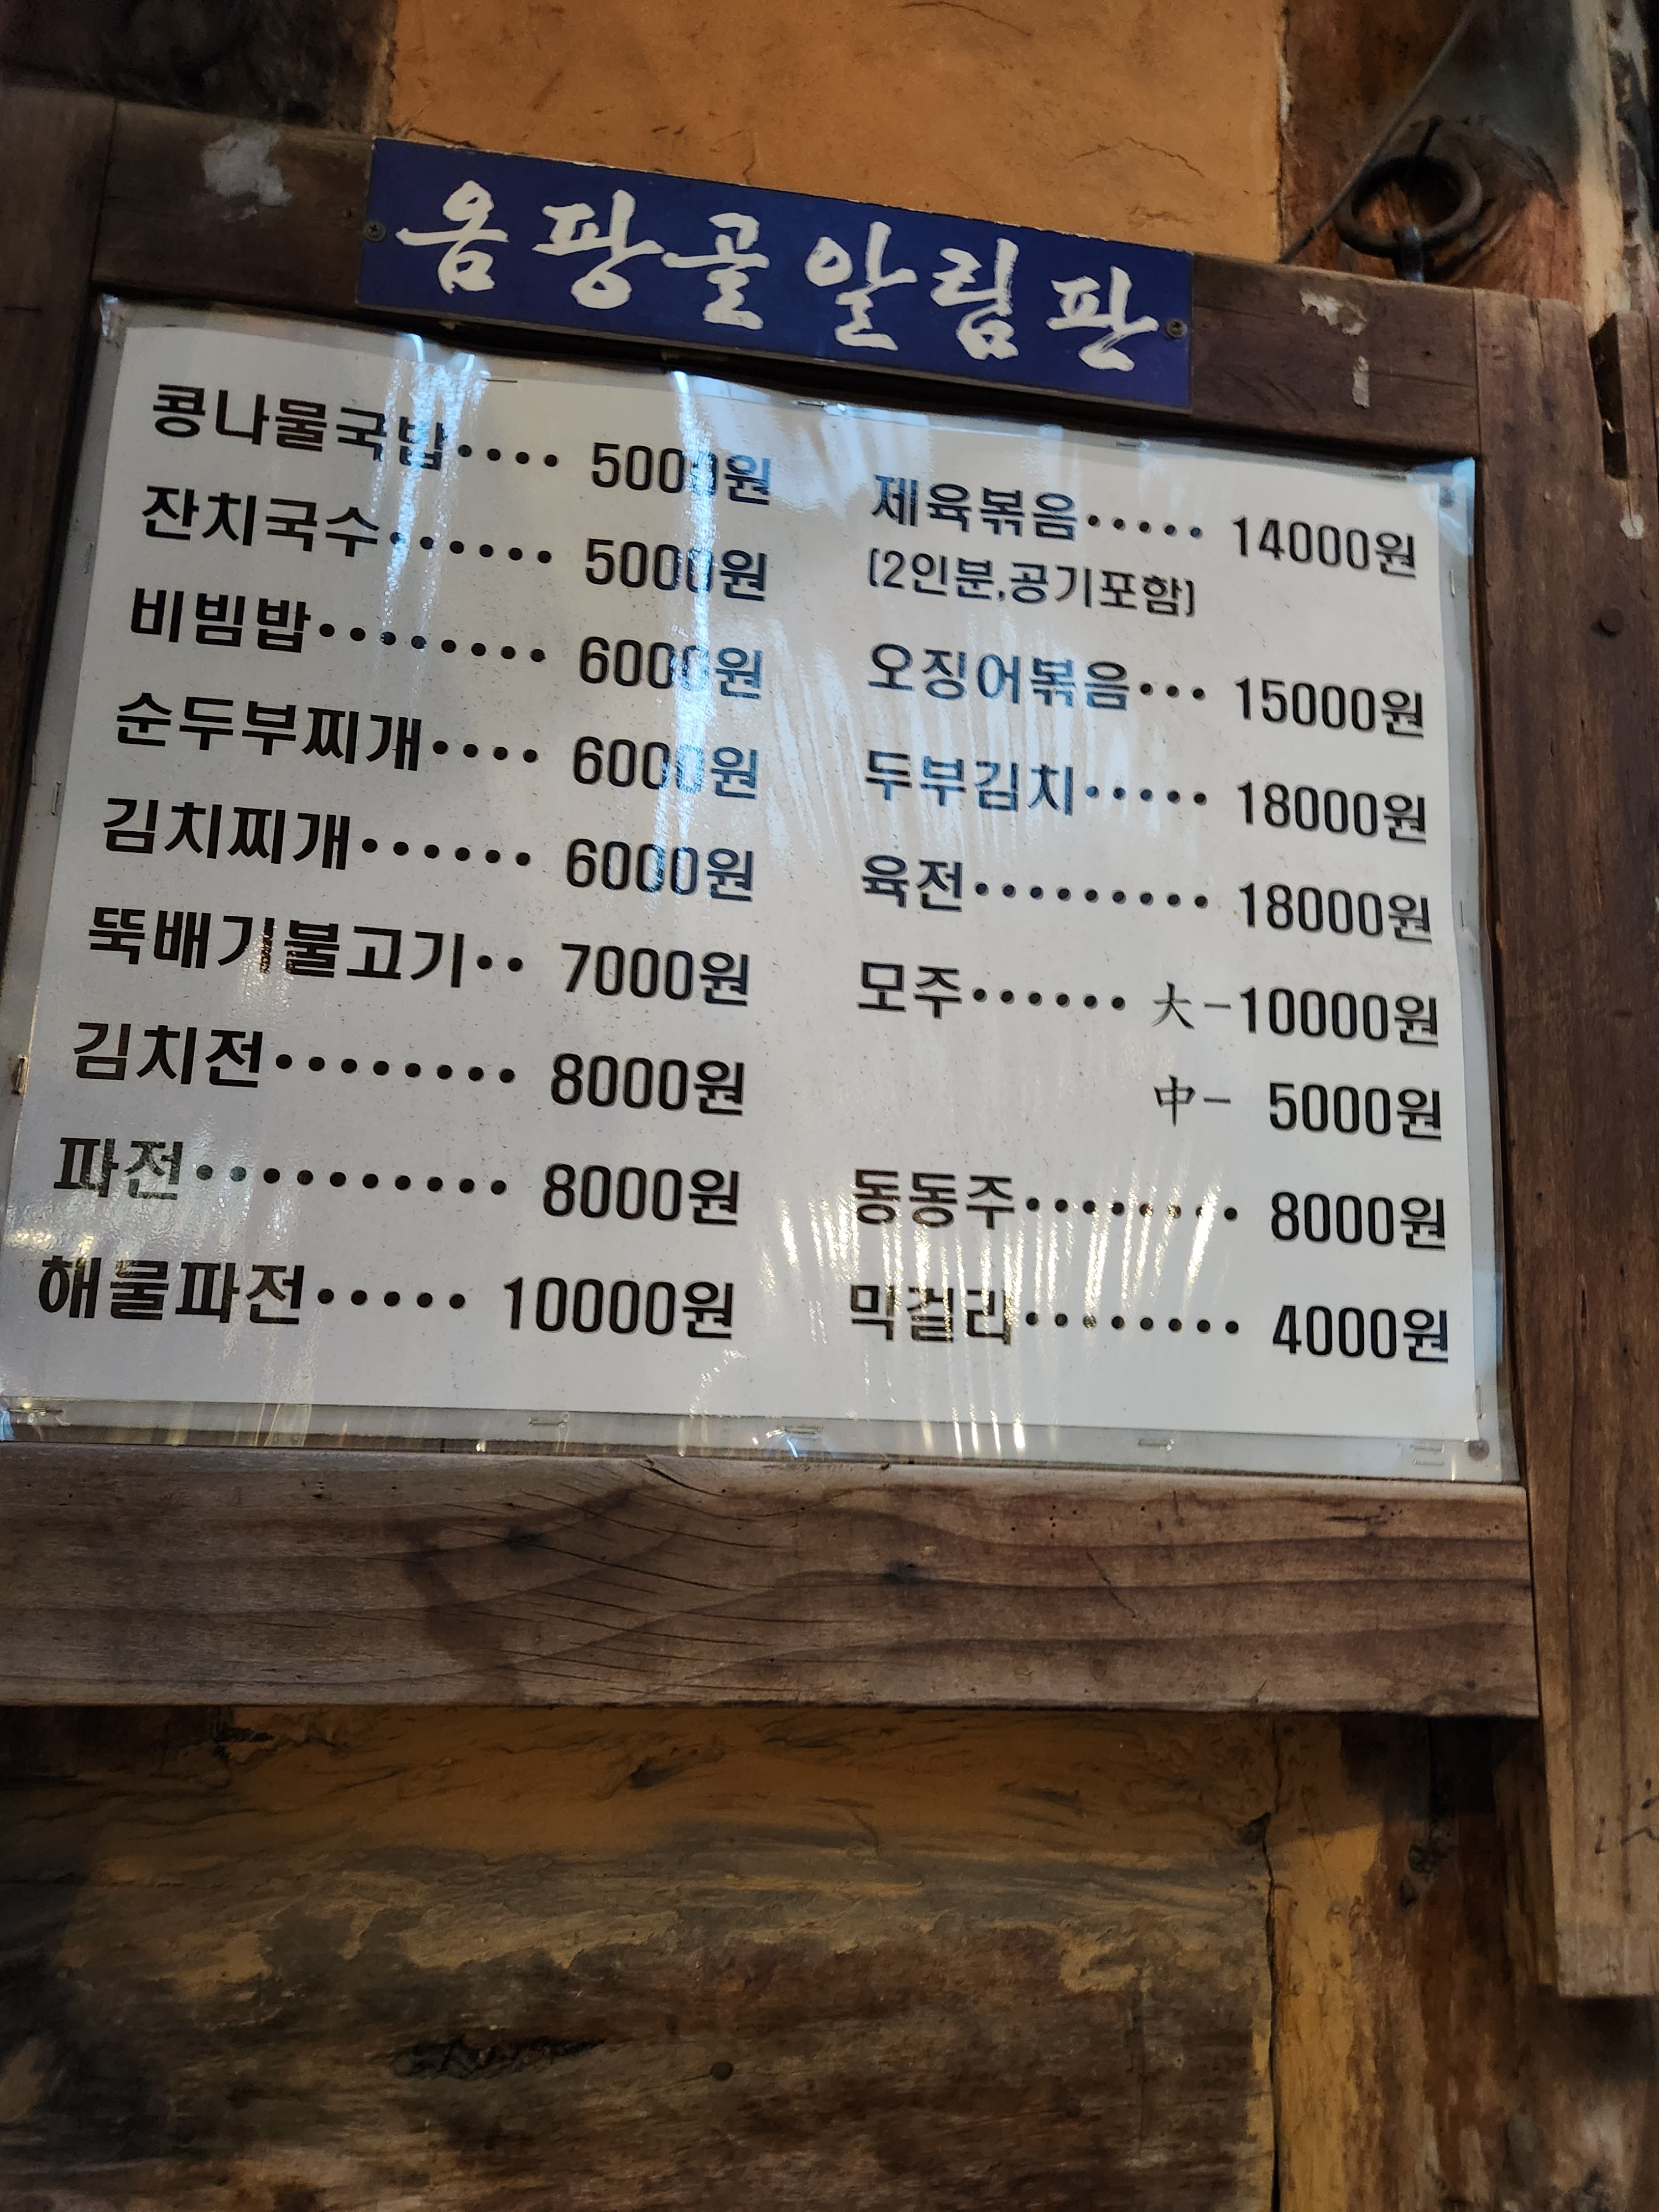 옴팡골알림판
콩나물국밥···· 5000원
잔치국수······ 5000원
비빔밥········ 6000원
순두부찌개···· 6000원
김치찌개······ 6000원
뚝배기불고기·· 7000원
김치전········ 8000원
파전·········· 8000원
해물파전····· 10000원
제육볶음····· 14000원
(2인분,공기포함)
오징어볶음··· 15000원
두부김치····· 18000원
육전········· 18000원
모주······ 大-10000원
中- 5000원
동동주········ 8000원
막걸리········ 4000원